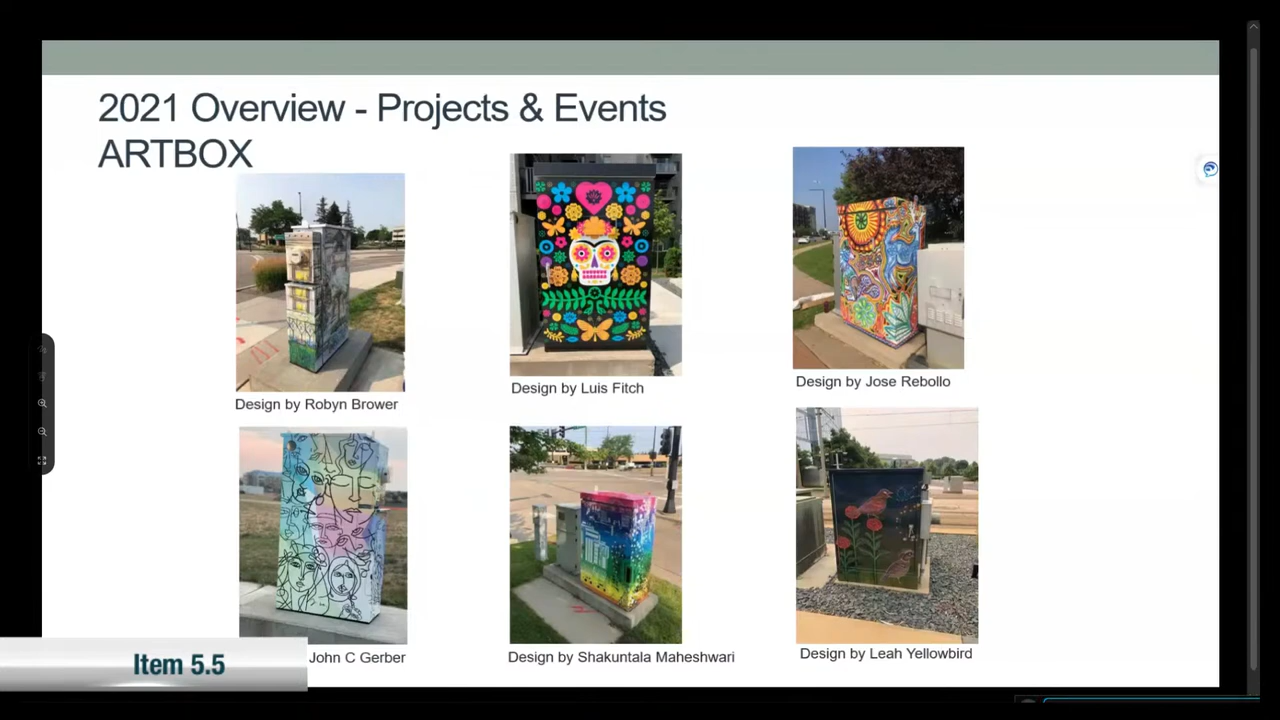 2021 Overview - Projects & Events
ARTBOX
Design by Robyn Brower
Design by Luis Fitch
Design by Jose Rebollo
John C Gerber
Design by Shakuntala Maheshwari
Design by Leah Yellowbird
Item 5.5